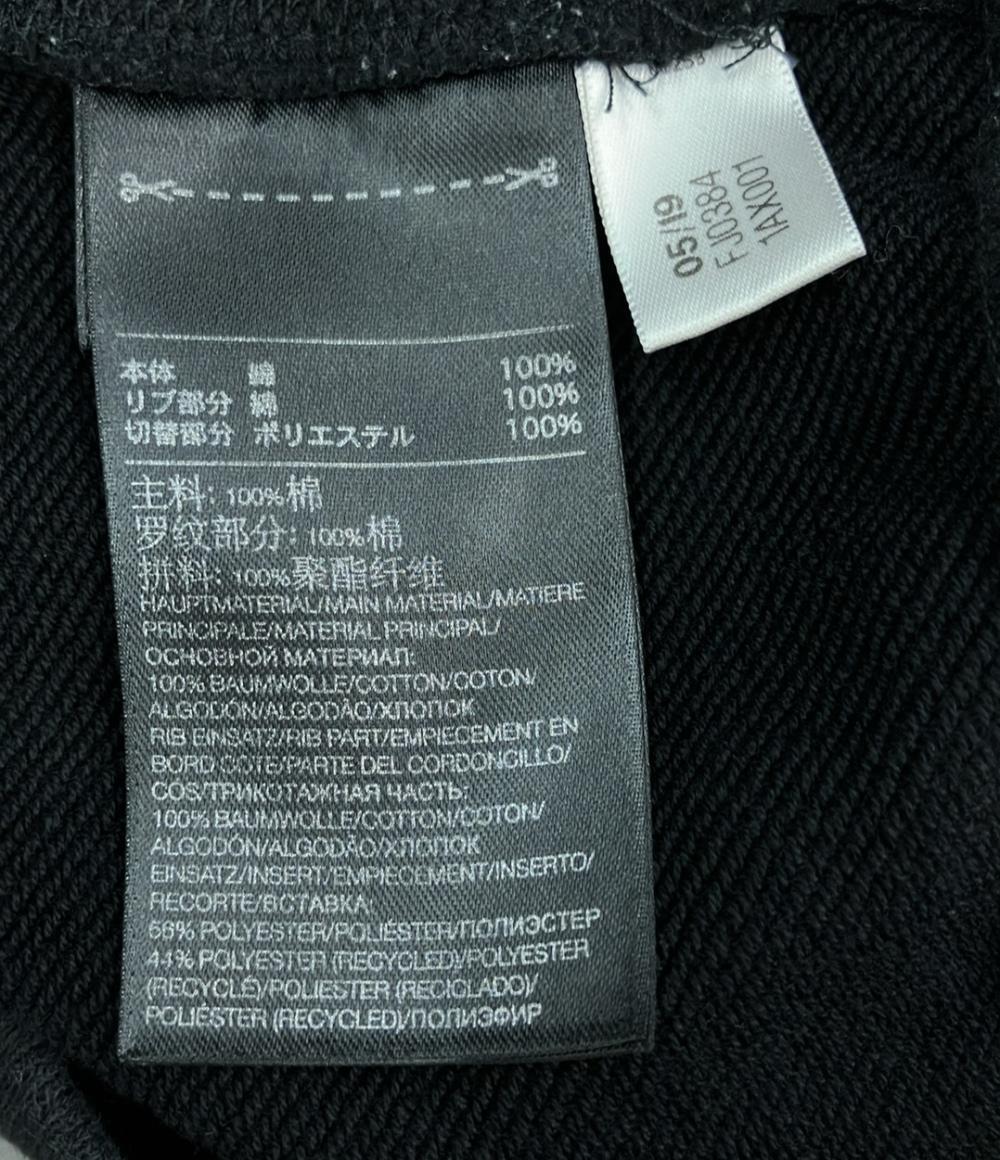 本体 綿 100%
リブ部分 綿 100%
切替部分 ポリエステル 100%
主料: 100%棉
罗纹部分: 100%棉
拼料: 100%聚酯纤维
HAUPTMATERIAL/MAIN MATERIAL/MATIERE
PRINCIPALE/MATERIAL PRINCIPAL/
ОСНОВНОЙ МАТЕРИАЛ:
100% BAUMWOLLE/COTTON/COTON/
ALGODÓN/ALGODÃO/ХЛОПОК
RIB EINSATZ/RIB PART/EMPIECEMENT EN
BORD COTE/PARTE DEL CORDONCILLO/
COS/ТРИКОТАЖНАЯ ЧАСТЬ:
100% BAUMWOLLE/COTTON/COTON/
ALGODÓN/ALGODÃO/ХЛОПОК
EINSATZ/INSERT/EMPIECEMENT/INSERTO/
RECORTE/ВСТАВКА:
56% POLYESTER/POLIÉSTER/ПОЛИЭСТЕР
44% POLYESTER (RECYCLED)/POLYESTER
(RECYCLÉ)/POLIESTER (RECICLADO)/
POLIÉSTER (RECYCLED)/ПОЛИЭФИР
05/19
FJ0384
1AX001